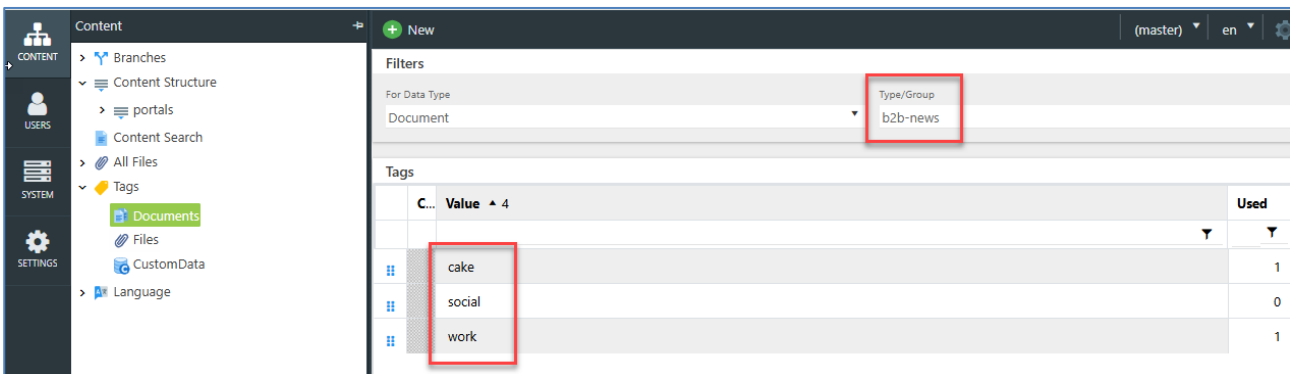 CONTENT
USERS
SYSTEM
SETTINGS
Content
Branches
Content Structure
portals
Content Search
All Files
Tags
Documents
Files
CustomData
Language
New
(master) en
Filters
For Data Type Type/Group
Document b2b-news
Tags
C... Value 4 Used
cake 1
social 0
work 1